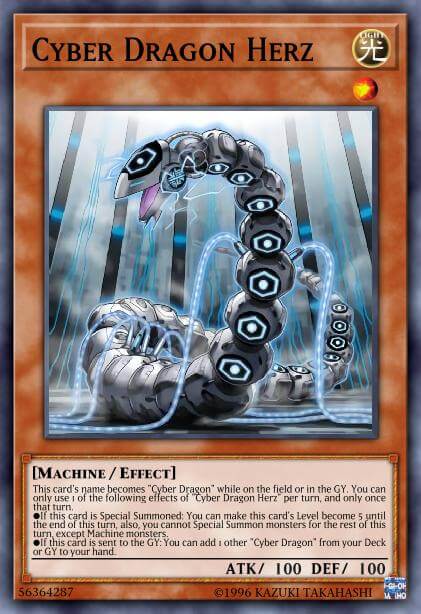 CYBER DRAGON HERZ
LIGHT
光
[MACHINE / EFFECT]
This card's name becomes "Cyber Dragon" while on the field or in the GY. You can
only use 1 of the following effects of "Cyber Dragon Herz" per turn, and only once
that turn.
●If this card is Special Summoned: You can make this card's Level become 5 until
the end of this turn, also, you cannot Special Summon monsters for the rest of this
turn, except Machine monsters.
●If this card is sent to the GY: You can add 1 other "Cyber Dragon" from your Deck
or GY to your hand.
ATK/ 100 DEF/ 100
56364287
©1996 KAZUKI TAKAHASHI